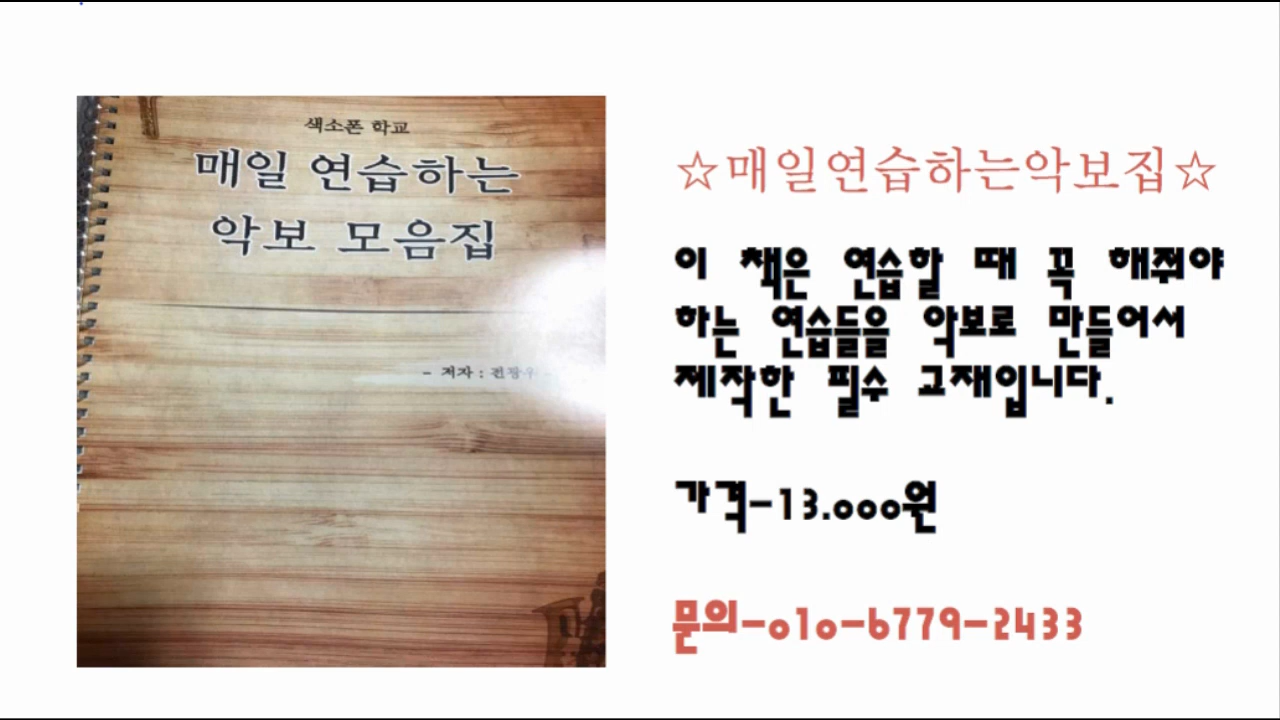 색소폰 학교
매일 연습하는
악보 모음집
- 저자 : 전광우 -
☆매일연습하는악보집☆
이 책은 연습할 때 꼭 해줘야
하는 연습들을 악보로 만들어서
제작한 필수 교재입니다.
가격-13.000원
문의-010-6779-2433